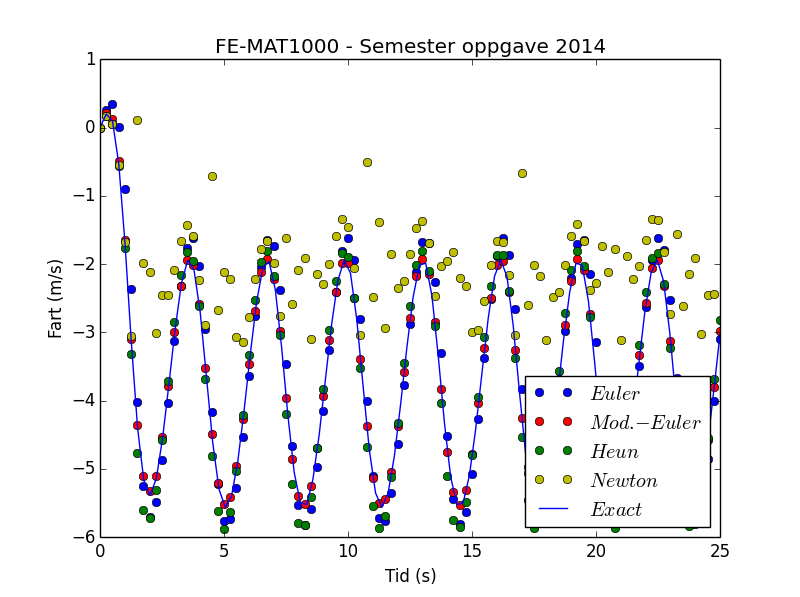 FE-MAT1000 - Semester oppgave 2014
1
0
−1
−2
−3
−4
−5
−6
Fart (m/s)
0 5 10 15 20 25
Tid (s)
Euler
Mod.−Euler
Heun
Newton
Exact